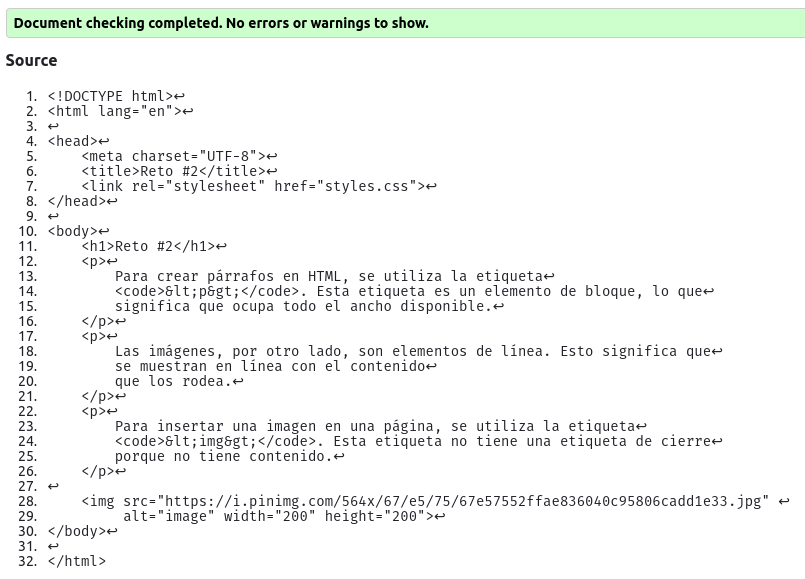 Document checking completed. No errors or warnings to show.
Source
1. <!DOCTYPE html>↩
2. <html lang="en">↩
3. ↩
4. <head>↩
5.     <meta charset="UTF-8">↩
6.     <title>Reto #2</title>↩
7.     <link rel="stylesheet" href="styles.css">↩
8. </head>↩
9. ↩
10. <body>↩
11.     <h1>Reto #2</h1>↩
12.     <p>↩
13.         Para crear párrafos en HTML, se utiliza la etiqueta↩
14.         <code>&lt;p&gt;</code>. Esta etiqueta es un elemento de bloque, lo que↩
15.         significa que ocupa todo el ancho disponible.↩
16.     </p>↩
17.     <p>↩
18.         Las imágenes, por otro lado, son elementos de línea. Esto significa que↩
19.         se muestran en línea con el contenido↩
20.         que los rodea.↩
21.     </p>↩
22.     <p>↩
23.         Para insertar una imagen en una página, se utiliza la etiqueta↩
24.         <code>&lt;img&gt;</code>. Esta etiqueta no tiene una etiqueta de cierre↩
25.         porque no tiene contenido.↩
26.     </p>↩
27. ↩
28.     <img src="https://i.pinimg.com/564x/67/e5/75/67e57552ffae836040c95806cadd1e33.jpg" ↩
29.          alt="image" width="200" height="200">↩
30. </body>↩
31. ↩
32. </html>